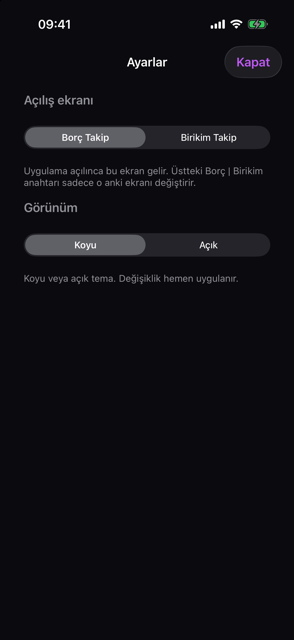 09:41
Ayarlar
Kapat
Açılış ekranı
Borç Takip
Birikim Takip
Uygulama açılınca bu ekran gelir. Üstteki Borç | Birikim
anahtarı sadece o anki ekranı değiştirir.
Görünüm
Koyu
Açık
Koyu veya açık tema. Değişiklik hemen uygulanır.